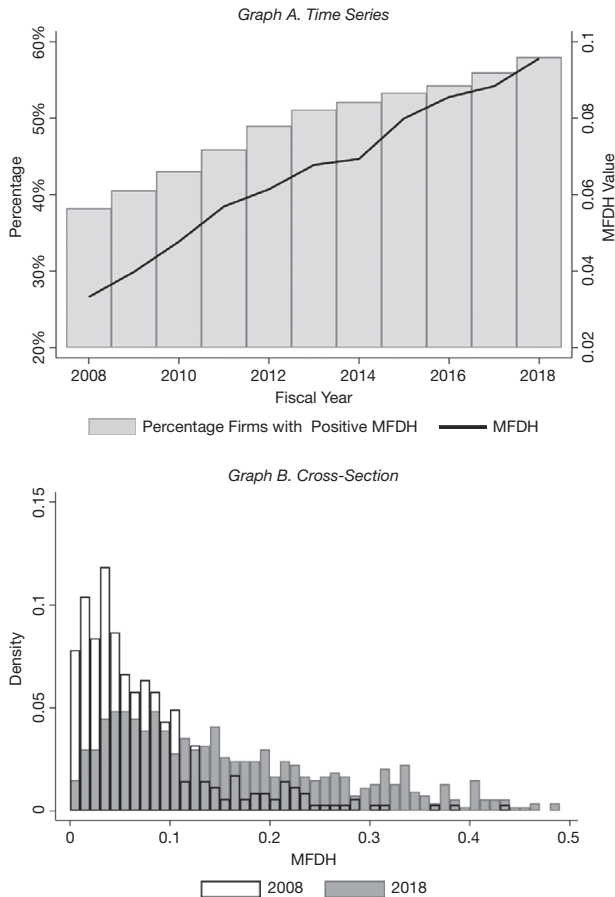 Graph A. Time Series
60%
50%
40%
30%
20%
Percentage
0.1
0.08
0.06
0.04
0.02
MFDH Value
2008 2010 2012 2014 2016 2018
Fiscal Year
Percentage Firms with Positive MFDH MFDH
Graph B. Cross-Section
0.15
0.1
0.05
0
Density
0 0.1 0.2 0.3 0.4 0.5
MFDH
2008 2018